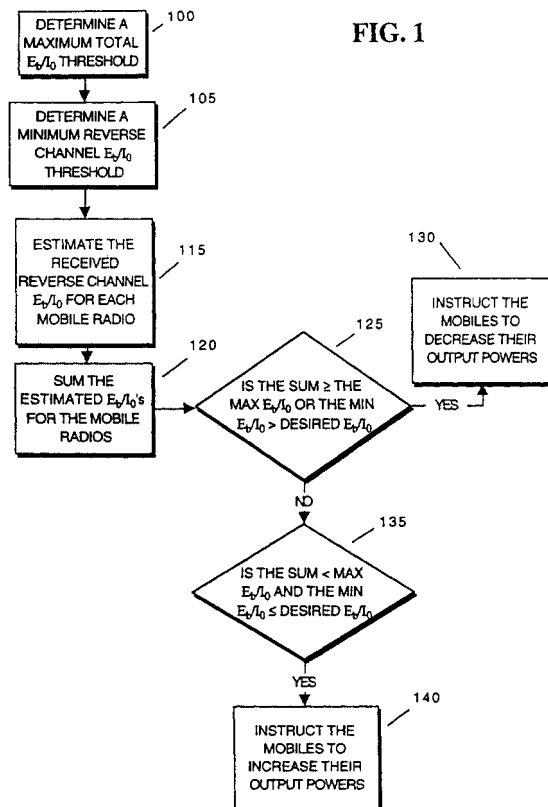 FIG. 1
100
DETERMINE A
MAXIMUM TOTAL
E_b/I_0 THRESHOLD
105
DETERMINE A
MINIMUM REVERSE
CHANNEL E_b/I_0
THRESHOLD
115
ESTIMATE THE
RECEIVED
REVERSE CHANNEL
E_b/I_0 FOR EACH
MOBILE RADIO
120
SUM THE
ESTIMATED E_b/I_0'S
FOR THE MOBILE
RADIOS
125
IS THE SUM ≥ THE
MAX E_b/I_0 OR THE MIN
E_b/I_0 > DESIRED E_b/I_0
YES
130
INSTRUCT THE
MOBILES TO
DECREASE THEIR
OUTPUT POWERS
NO
135
IS THE SUM < MAX
E_b/I_0 AND THE MIN
E_b/I_0 ≤ DESIRED E_b/I_0
YES
140
INSTRUCT THE
MOBILES TO
INCREASE THEIR
OUTPUT POWERS